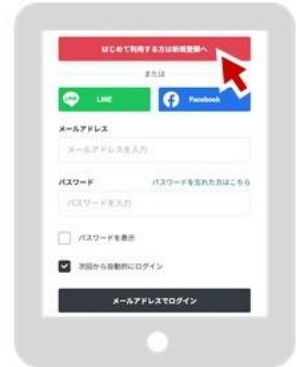 はじめて利用する方は新規登録へ
または
LINE
LINE
Facebook
メールアドレス
メールアドレスを入力
パスワード
パスワードを忘れた方はこちら
パスワードを入力
パスワードを表示
次回から自動的にログイン
メールアドレスでログイン